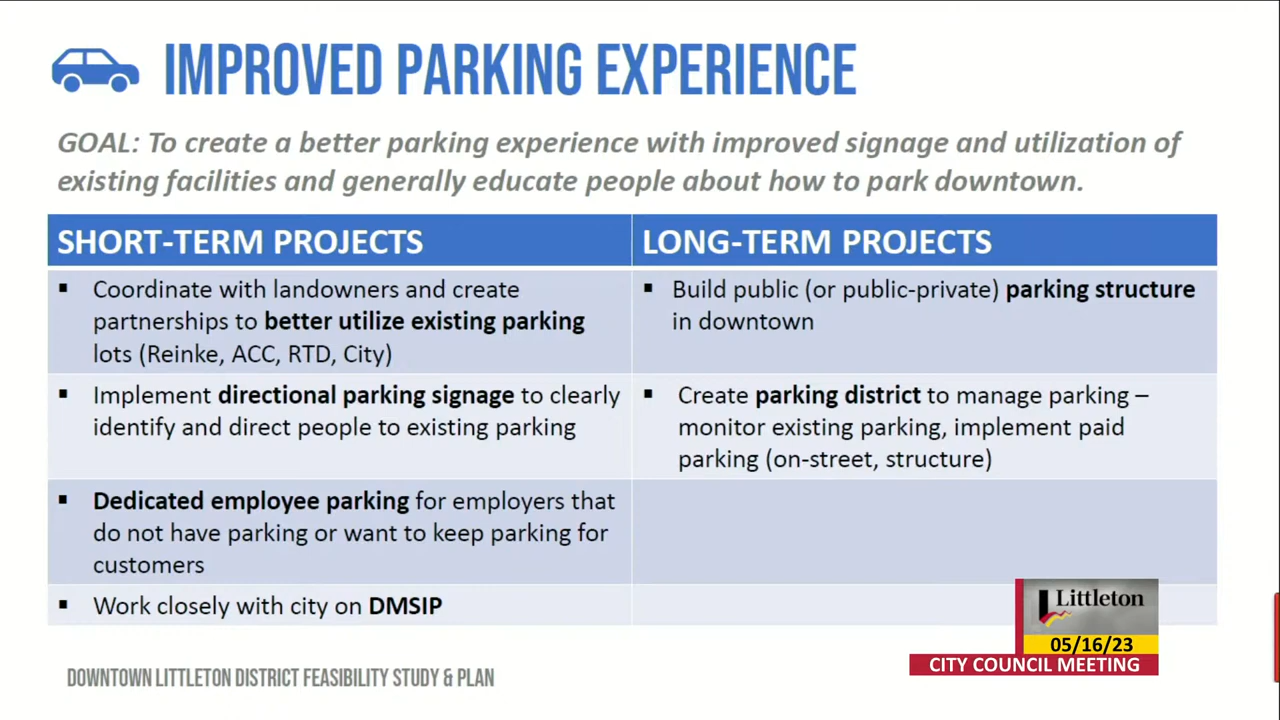 IMPROVED PARKING EXPERIENCE
GOAL: To create a better parking experience with improved signage and utilization of
existing facilities and generally educate people about how to park downtown.
SHORT-TERM PROJECTS
LONG-TERM PROJECTS
▪ Coordinate with landowners and create
partnerships to better utilize existing parking
lots (Reinke, ACC, RTD, City)
▪ Build public (or public-private) parking structure
in downtown
▪ Implement directional parking signage to clearly
identify and direct people to existing parking
▪ Create parking district to manage parking –
monitor existing parking, implement paid
parking (on-street, structure)
▪ Dedicated employee parking for employers that
do not have parking or want to keep parking for
customers
▪ Work closely with city on DMSIP
Littleton
05/16/23
CITY COUNCIL MEETING
DOWNTOWN LITTLETON DISTRICT FEASIBILITY STUDY & PLAN